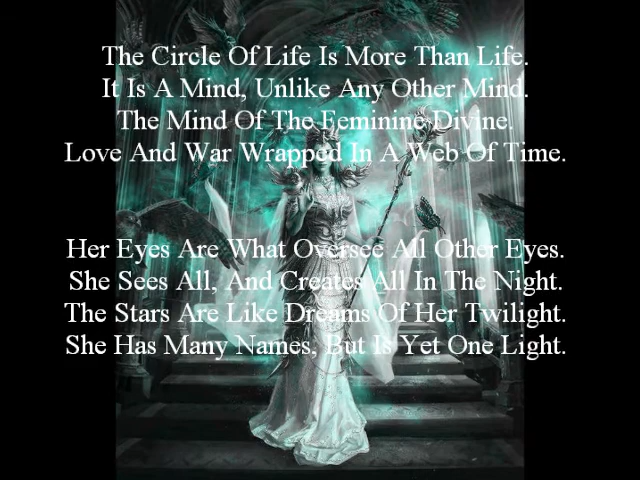 The Circle Of Life Is More Than Life.
It Is A Mind, Unlike Any Other Mind.
The Mind Of The Feminine Divine.
Love And War Wrapped In A Web Of Time.
Her Eyes Are What Oversee All Other Eyes.
She Sees All, And Creates All In The Night.
The Stars Are Like Dreams Of Her Twilight.
She Has Many Names, But Is Yet One Light.